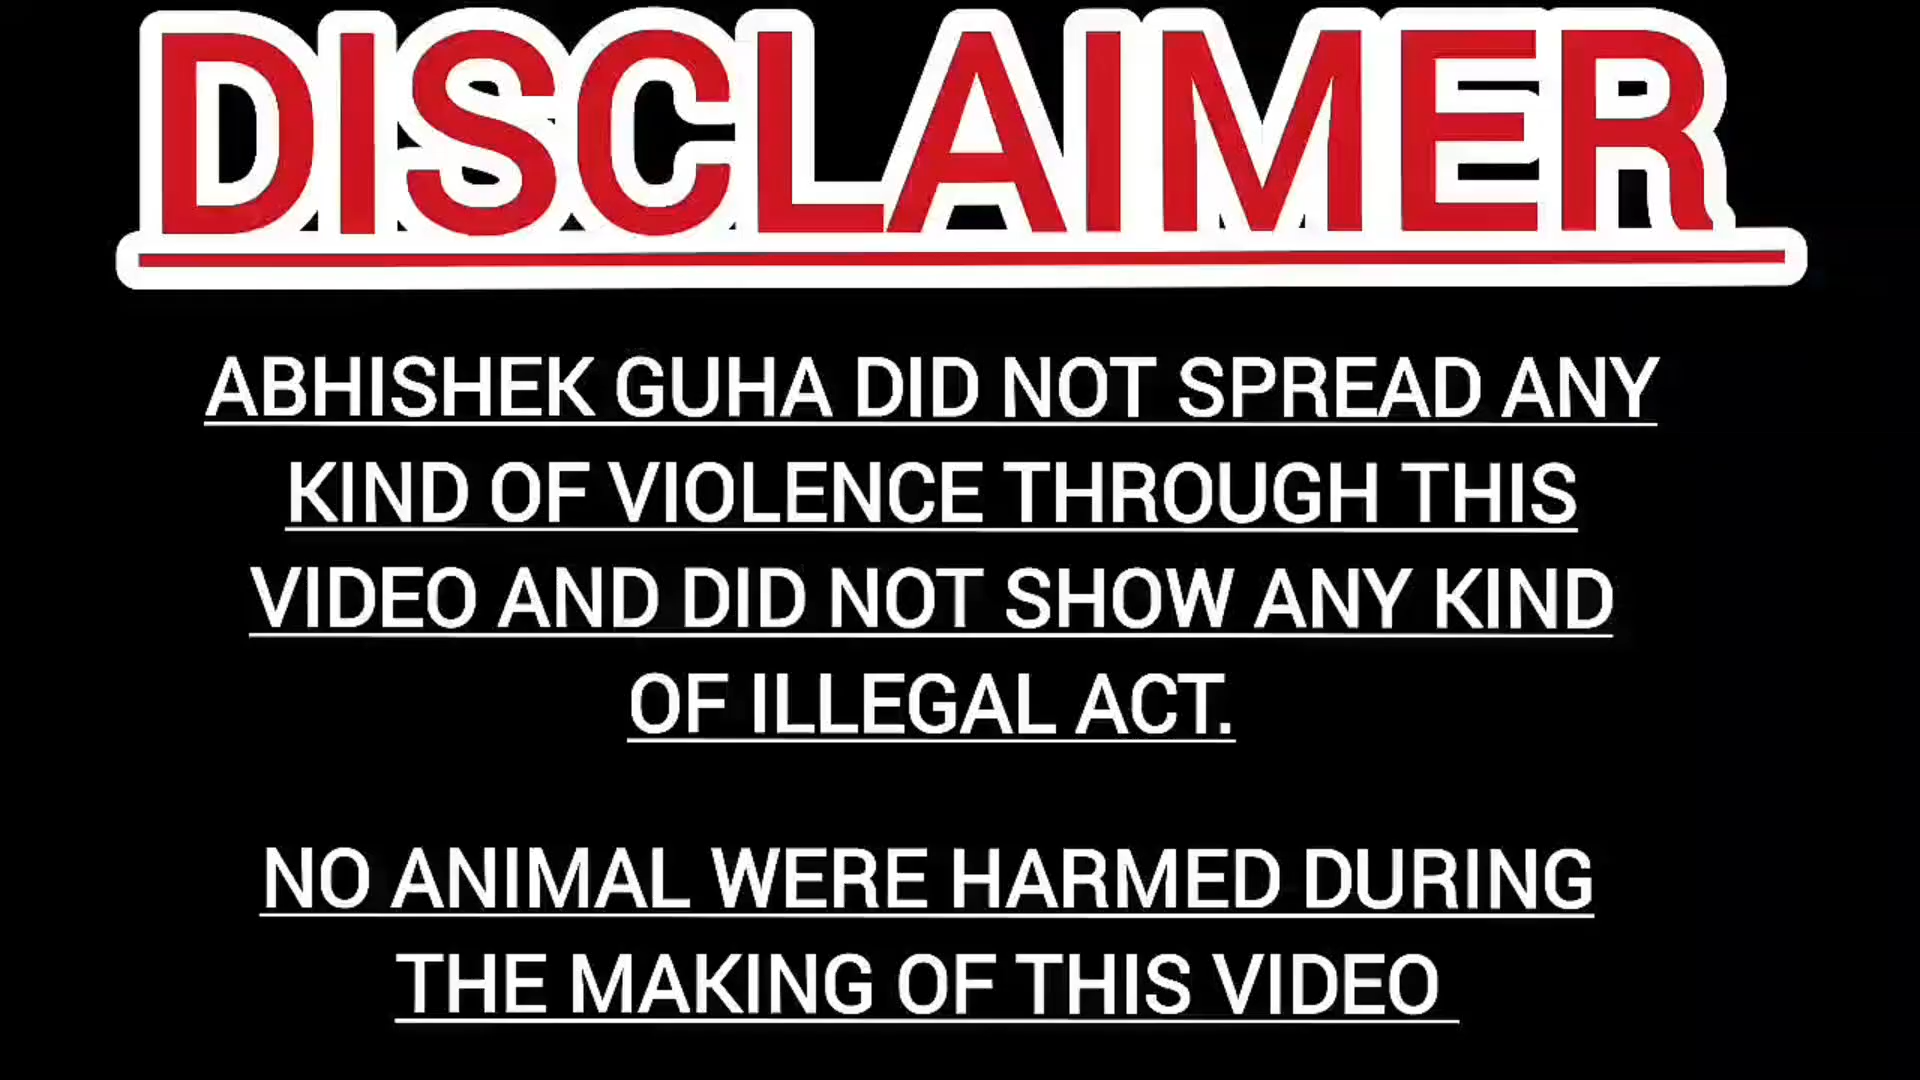 DISCLAIMER
ABHISHEK GUHA DID NOT SPREAD ANY
KIND OF VIOLENCE THROUGH THIS
VIDEO AND DID NOT SHOW ANY KIND
OF ILLEGAL ACT.
NO ANIMAL WERE HARMED DURING
THE MAKING OF THIS VIDEO